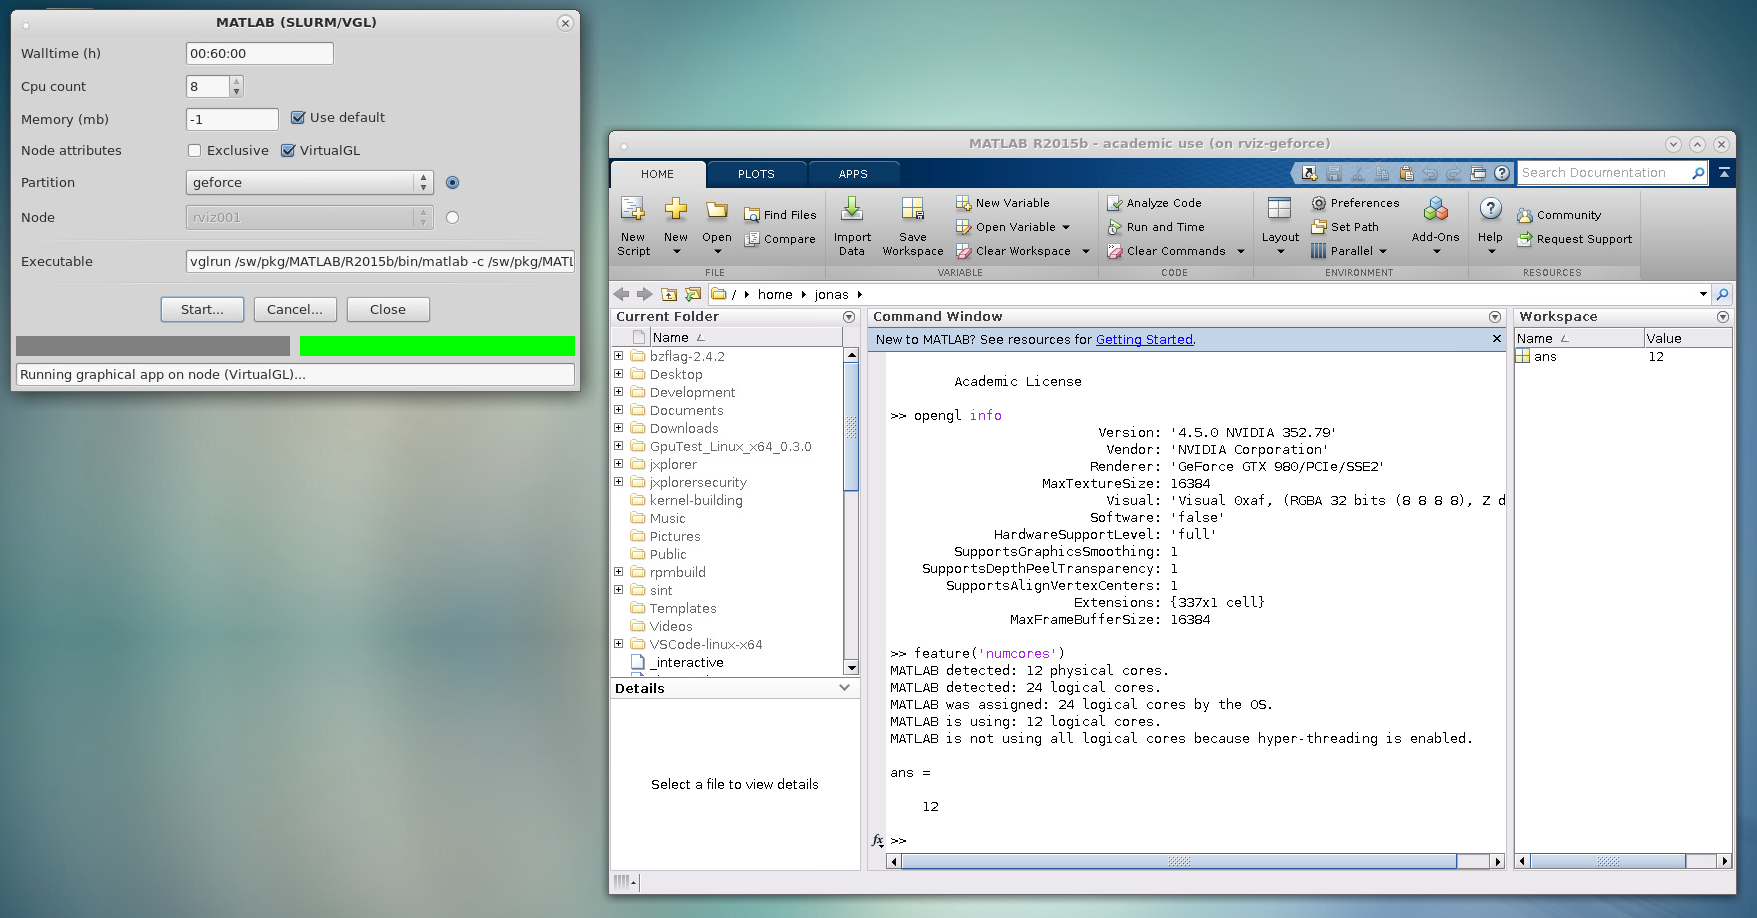 MATLAB (SLURM/VGL)
Walltime (h) 00:60:00
Cpu count 8
Memory (mb) -1 Use default
Node attributes Exclusive VirtualGL
Partition geforce
Node rviz001
Executable vglrun /sw/pkg/MATLAB/R2015b/bin/matlab -c /sw/pkg/MATL
Start... Cancel... Close
Running graphical app on node (VirtualGL)...
MATLAB R2015b - academic use (on rviz-geforce)
HOME PLOTS APPS
Search Documentation
New Script
New
Open
Find Files
Compare
Import Data
Save Workspace
New Variable
Open Variable
Clear Workspace
Analyze Code
Run and Time
Clear Commands
Layout
Preferences
Set Path
Parallel
Add-Ons
Help
Community
Request Support
FILE VARIABLE CODE ENVIRONMENT RESOURCES
/ home jonas
Current Folder
Name
bzflag-2.4.2
Desktop
Development
Documents
Downloads
GpuTest_Linux_x64_0.3.0
jxplorer
jxplorersecurity
kernel-building
Music
Pictures
Public
rpmbuild
sint
Templates
Videos
VSCode-linux-x64
_interactive
Details
Select a file to view details
Command Window
New to MATLAB? See resources for Getting Started.
Academic License
>> opengl info
Version: '4.5.0 NVIDIA 352.79'
Vendor: 'NVIDIA Corporation'
Renderer: 'GeForce GTX 980/PCIe/SSE2'
MaxTextureSize: 16384
Visual: 'Visual 0xaf, (RGBA 32 bits (8 8 8 8), Z d
Software: 'false'
HardwareSupportLevel: 'full'
SupportsGraphicsSmoothing: 1
SupportsDepthPeelTransparency: 1
SupportsAlignVertexCenters: 1
Extensions: {337x1 cell}
MaxFrameBufferSize: 16384
>> feature('numcores')
MATLAB detected: 12 physical cores.
MATLAB detected: 24 logical cores.
MATLAB was assigned: 24 logical cores by the OS.
MATLAB is using: 12 logical cores.
MATLAB is not using all logical cores because hyper-threading is enabled.
ans =
12
fx >>
Workspace
Name Value
ans 12